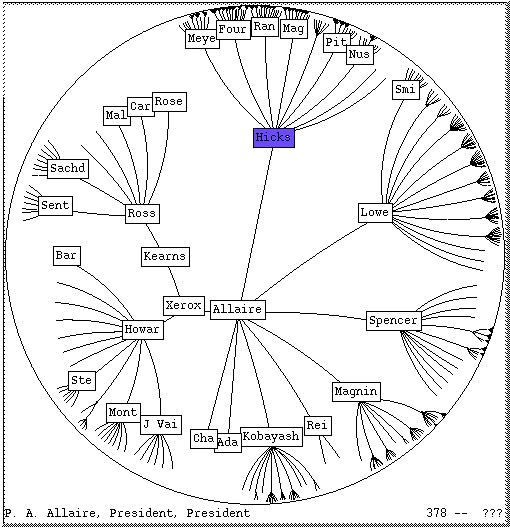 Meye
Four
Ran
Mag
Pit
Nus
Smi
Hicks
Mal
Car
Rose
Sachd
Sent
Ross
Lowe
Bar
Kearns
Xerox
Allaire
Howar
Spencer
Ste
Magnin
Mont
J Vai
Cha
Ada
Kobayash
Rei
P. A. Allaire, President, President
378 -- ???